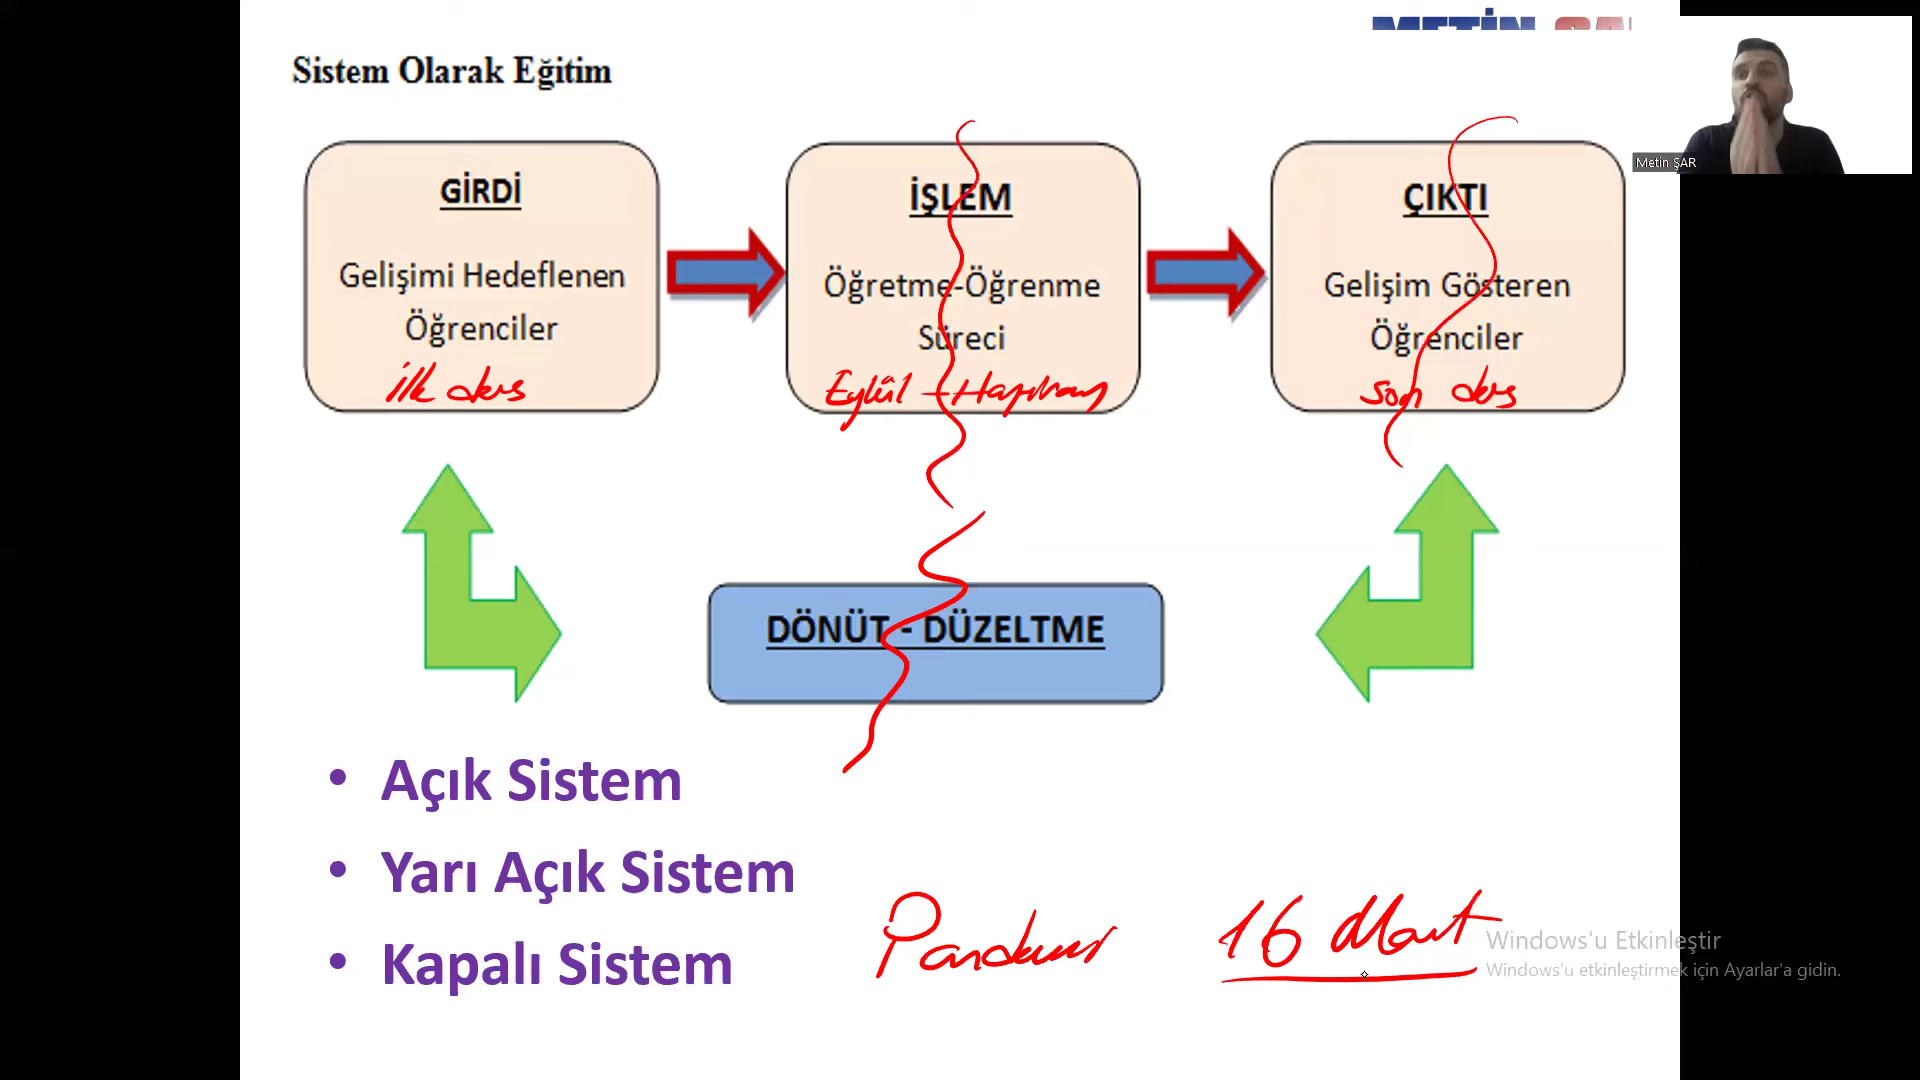 METİN ŞA
Sistem Olarak Eğitim
Metin ŞAR
GİRDİ
Gelişimi Hedeflenen
Öğrenciler
ilk ders
İŞLEM
Öğretme-Öğrenme
Süreci
Eylül - Haziran
ÇIKTI
Gelişim Gösteren
Öğrenciler
Son ders
DÖNÜT - DÜZELTME
• Açık Sistem
• Yarı Açık Sistem
• Kapalı Sistem
Pandemi
16 Mart
Windows'u Etkinleştir
Windows'u etkinleştirmek için Ayarlar'a gidin.